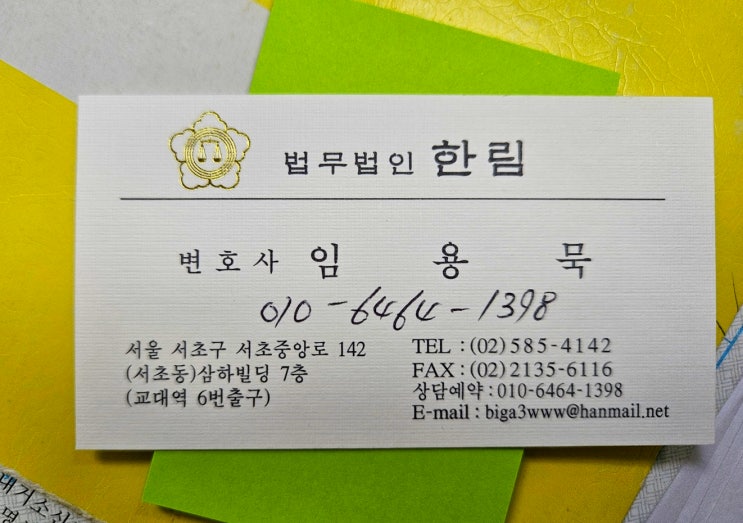 법무법인 한림
변호사 임용묵
010-6464-1398
서울 서초구 서초중앙로 142
(서초동)삼하빌딩 7층
(교대역 6번출구)
TEL : (02) 585-4142
FAX : (02) 2135-6116
상담예약 : 010-6464-1398
E-mail : biga3www@hanmail.net